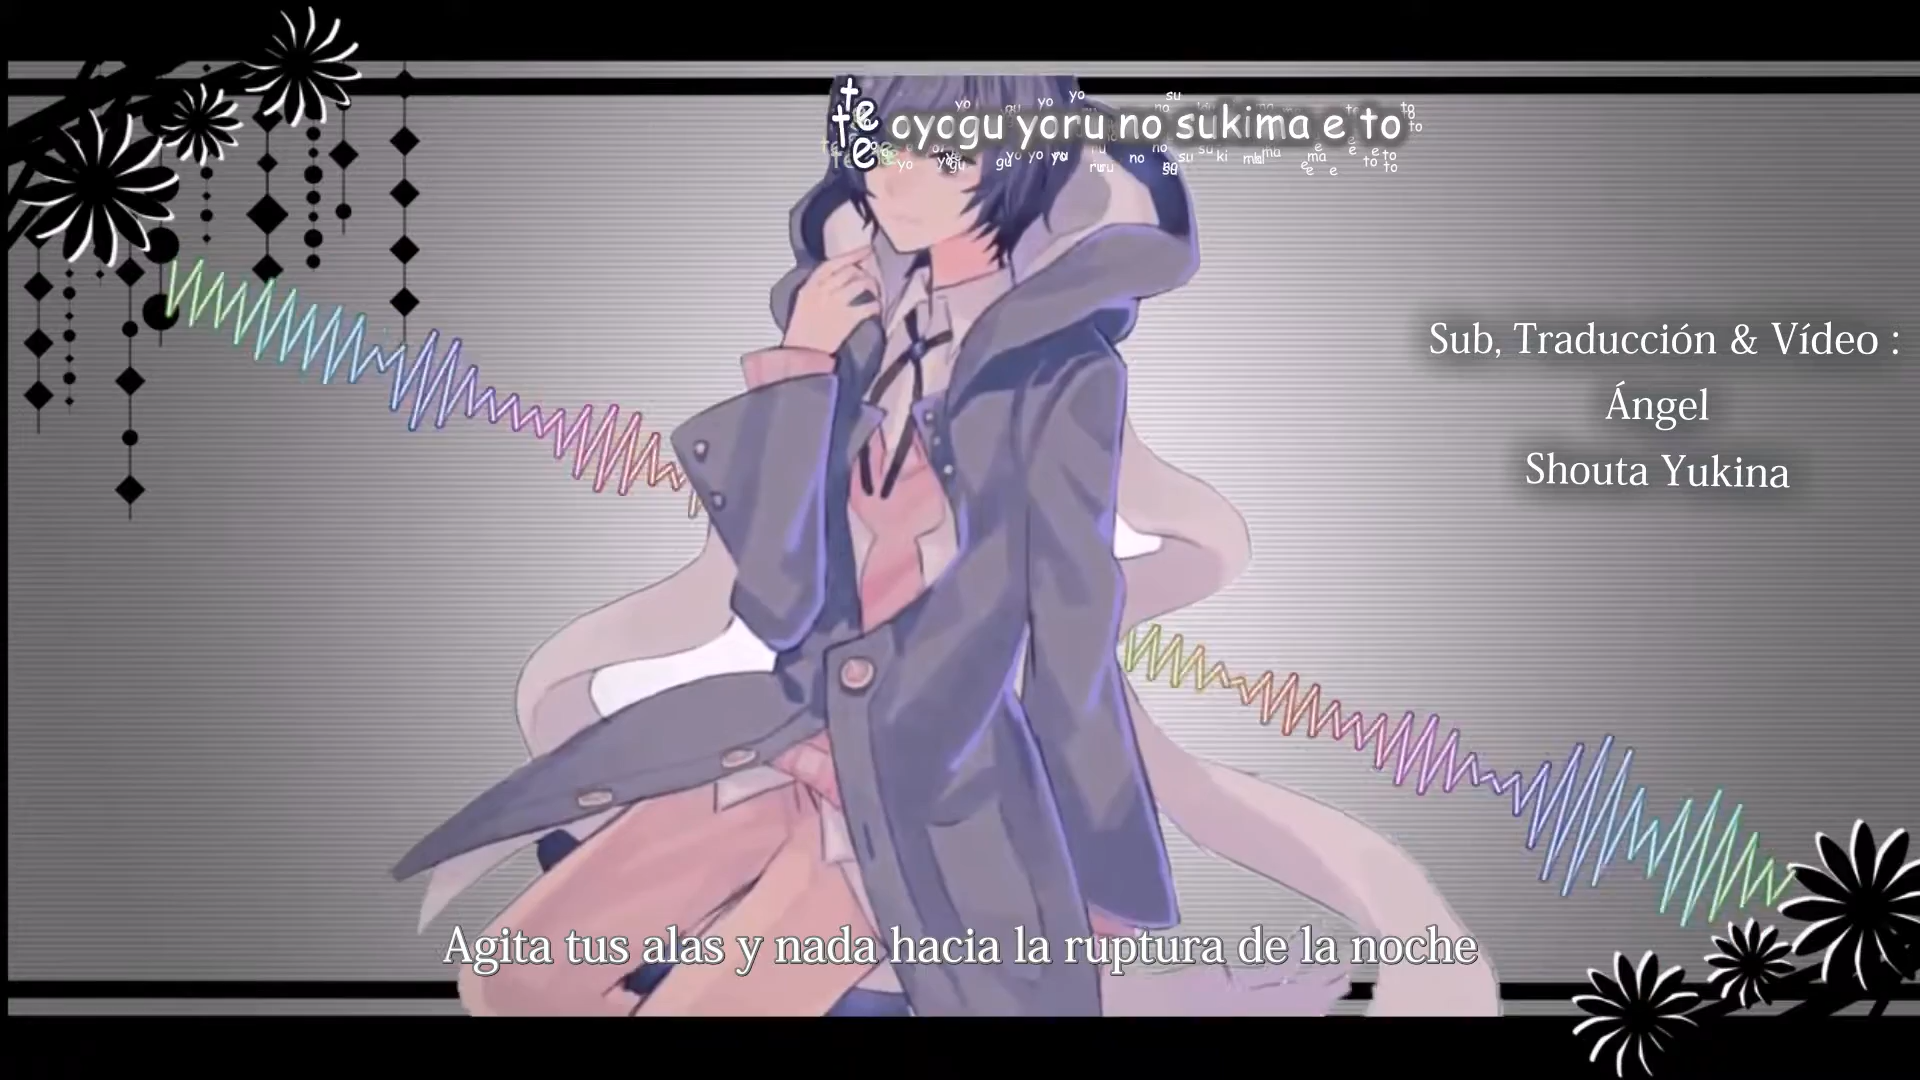 te oyogu yoru no sukima e to
Sub, Traducción & Vídeo :
Ángel
Shouta Yukina
Agita tus alas y nada hacia la ruptura de la noche